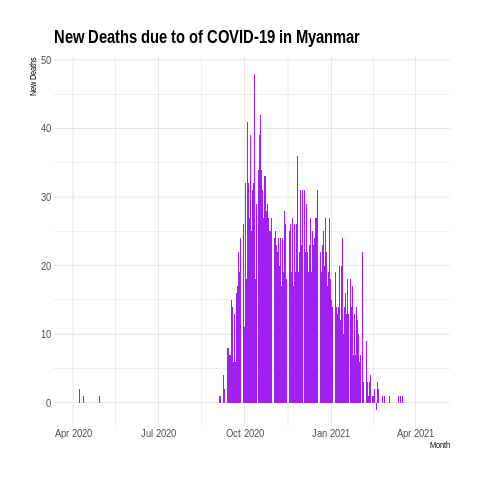 New Deaths due to of COVID-19 in Myanmar
New Deaths
50
40
30
20
10
0
Apr 2020 Jul 2020 Oct 2020 Jan 2021 Apr 2021
Month